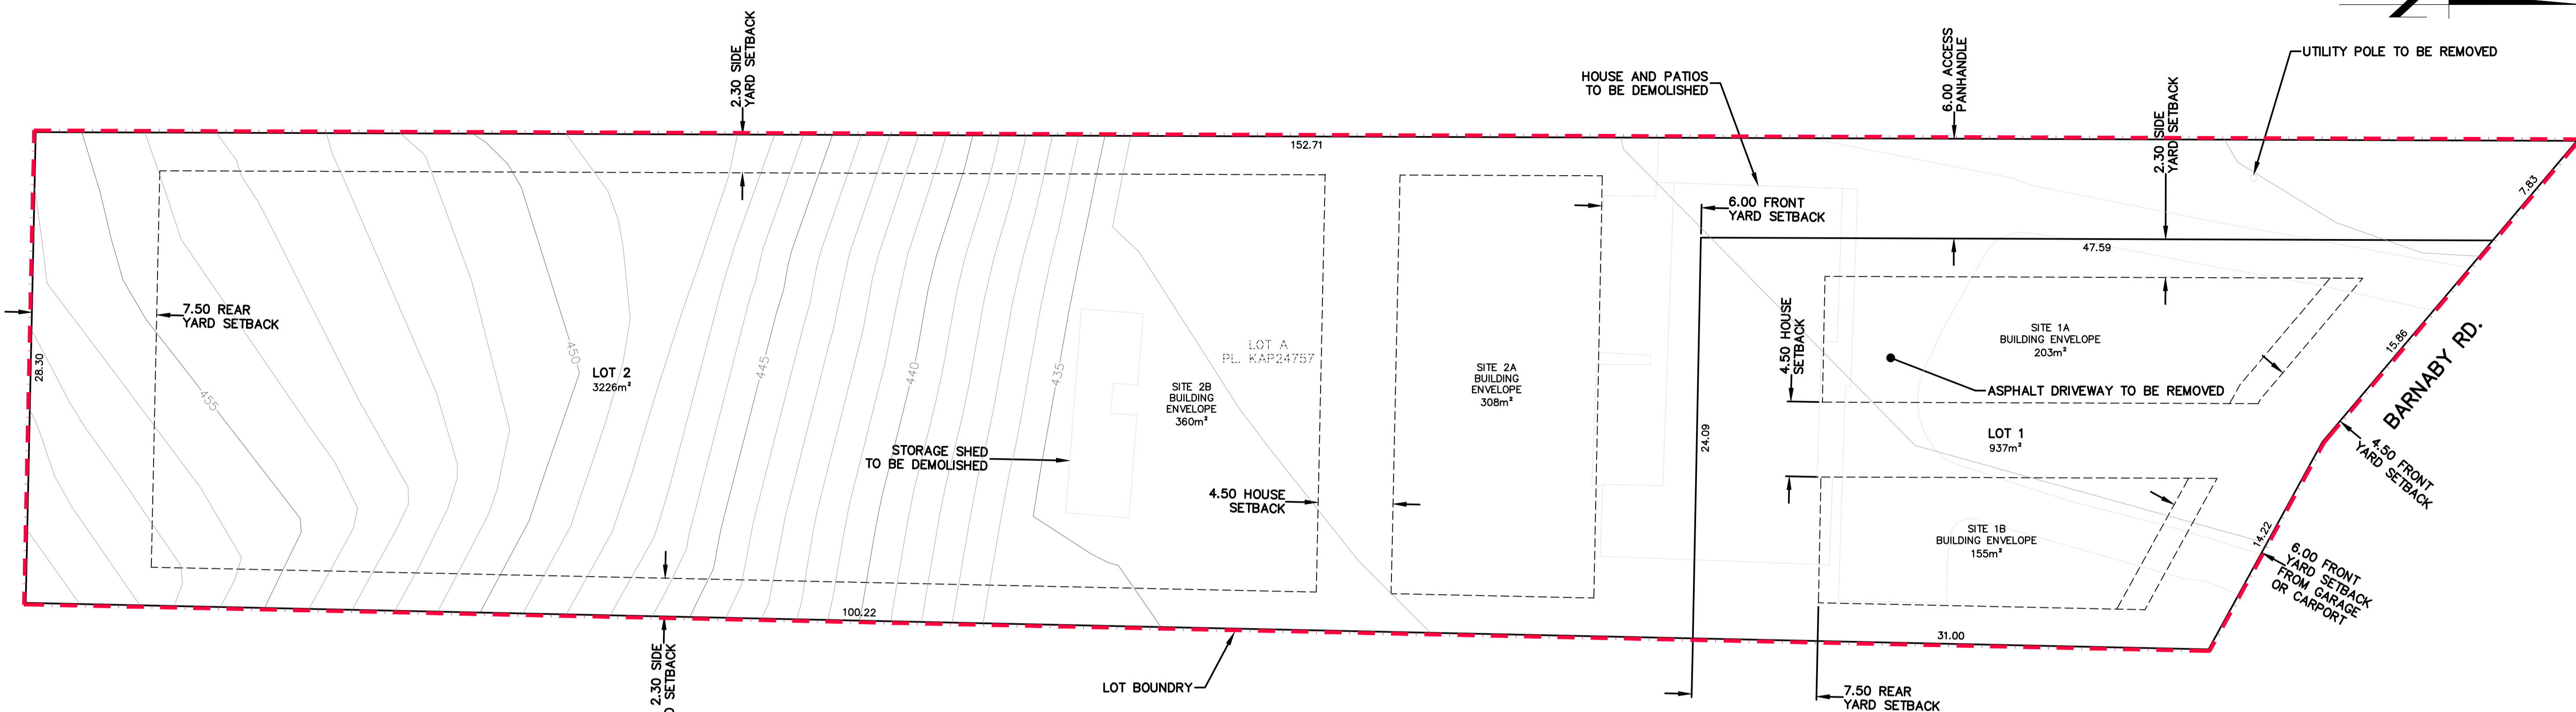 2.30 SIDE
YARD SETBACK
HOUSE AND PATIOS
TO BE DEMOLISHED
6.00 ACCESS
PANHANDLE
UTILITY POLE TO BE REMOVED
2.30 SIDE
YARD SETBACK
152.71
7.83
6.00 FRONT
YARD SETBACK
47.59
7.50 REAR
YARD SETBACK
28.30
455
450
LOT 2
3226m²
445
440
435
LOT A
PL. KAP24757
SITE 2B
BUILDING
ENVELOPE
360m²
STORAGE SHED
TO BE DEMOLISHED
4.50 HOUSE
SETBACK
SITE 2A
BUILDING
ENVELOPE
308m²
4.50 HOUSE
SETBACK
SITE 1A
BUILDING ENVELOPE
203m²
ASPHALT DRIVEWAY TO BE REMOVED
15.86
BARNABY RD.
24.09
LOT 1
937m²
4.50 FRONT
YARD SETBACK
SITE 1B
BUILDING ENVELOPE
155m²
14.22
6.00 FRONT
YARD SETBACK
FROM GARAGE
OR CARPORT
100.22
31.00
2.30 SIDE
SETBACK
LOT BOUNDRY
7.50 REAR
YARD SETBACK